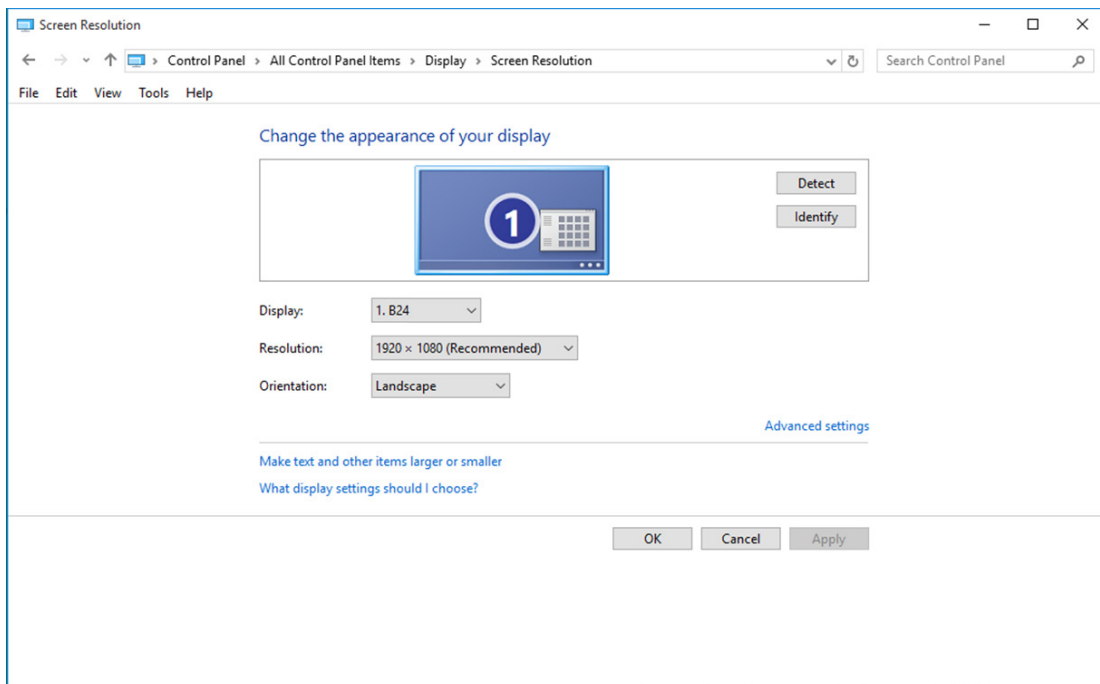 Screen Resolution
Control Panel > All Control Panel Items > Display > Screen Resolution Search Control Panel
File Edit View Tools Help
Change the appearance of your display
1
Detect
Identify
Display: 1. B24
Resolution: 1920 × 1080 (Recommended)
Orientation: Landscape
Advanced settings
Make text and other items larger or smaller
What display settings should I choose?
OK Cancel Apply